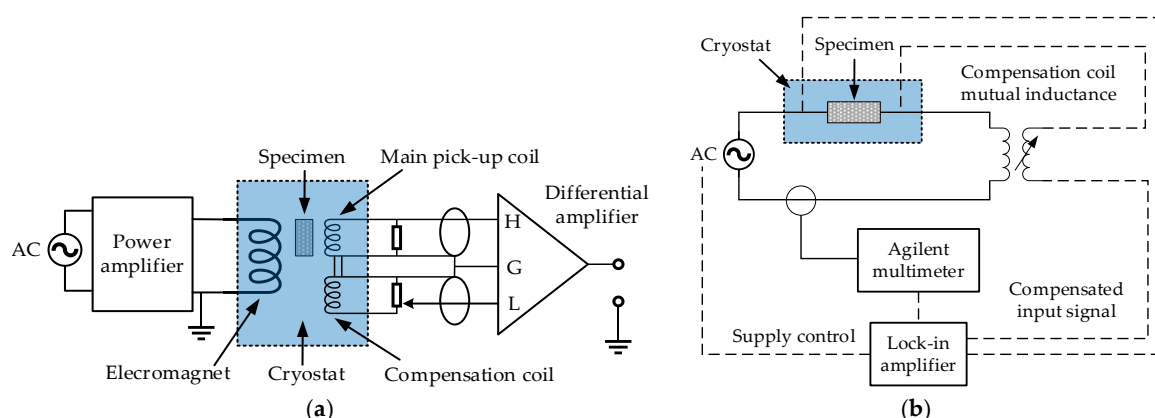 Specimen
Main pick-up coil
Differential
amplifier
AC
Power
amplifier
H
G
L
Elecromagnet
Cryostat
Compensation coil
(a)
Cryostat
Specimen
Compensation coil
mutual inductance
AC
Agilent
multimeter
Compensated
input signal
Supply control
Lock-in
amplifier
(b)